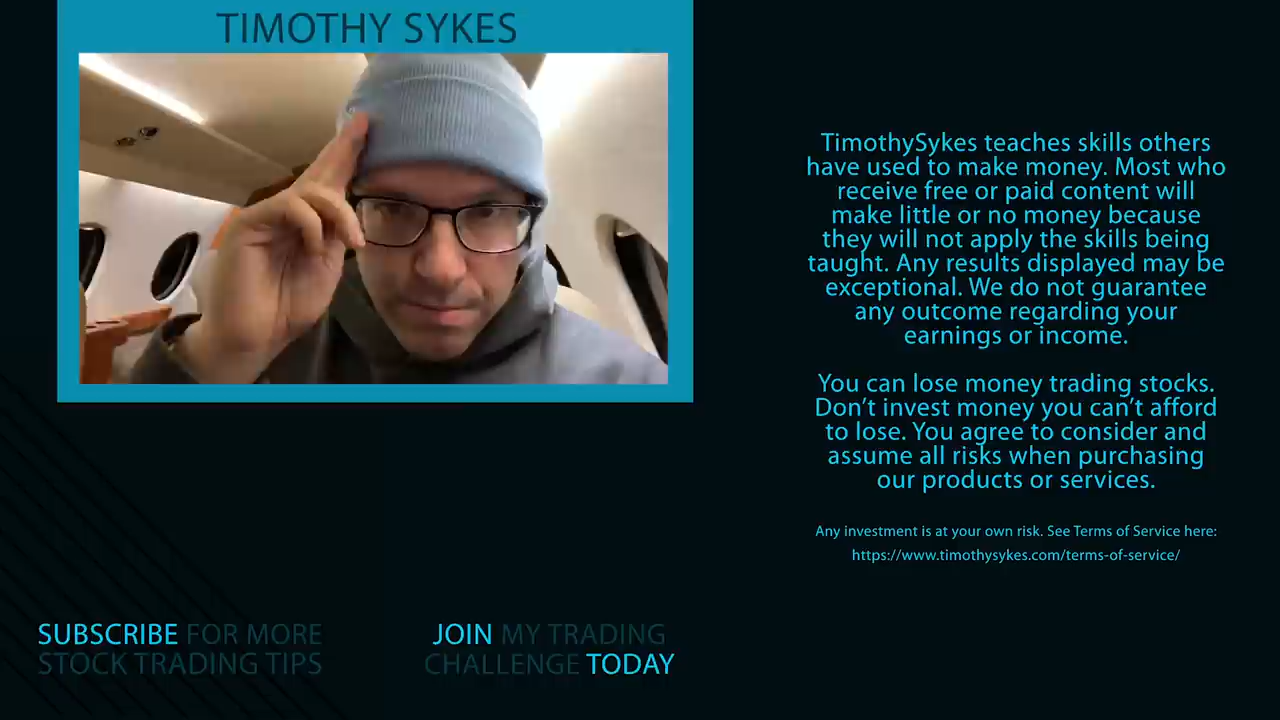 TIMOTHY SYKES
TimothySykes teaches skills others
have used to make money. Most who
receive free or paid content will
make little or no money because
they will not apply the skills being
taught. Any results displayed may be
exceptional. We do not guarantee
any outcome regarding your
earnings or income.
You can lose money trading stocks.
Don’t invest money you can’t afford
to lose. You agree to consider and
assume all risks when purchasing
our products or services.
Any investment is at your own risk. See Terms of Service here:
https://www.timothysykes.com/terms-of-service/
SUBSCRIBE FOR MORE
STOCK TRADING TIPS
JOIN MY TRADING
CHALLENGE TODAY